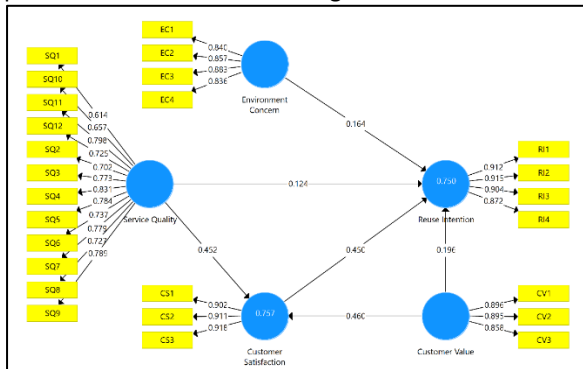 EC1
EC2
EC3
EC4
0.840
0.857
0.883
0.836
Environment
Concern
SQ1
SQ10
SQ11
SQ12
SQ2
SQ3
SQ4
SQ5
SQ6
SQ7
SQ8
SQ9
0.614
0.657
0.798
0.725
0.702
0.773
0.831
0.784
0.737
0.779
0.727
0.789
Service Quality
0.164
0.124
0.452
0.450
0.196
0.460
0.750
Reuse Intention
0.912
0.915
0.904
0.872
RI1
RI2
RI3
RI4
CS1
CS2
CS3
0.902
0.911
0.918
0.757
Customer
Satisfaction
Customer Value
0.896
0.895
0.858
CV1
CV2
CV3